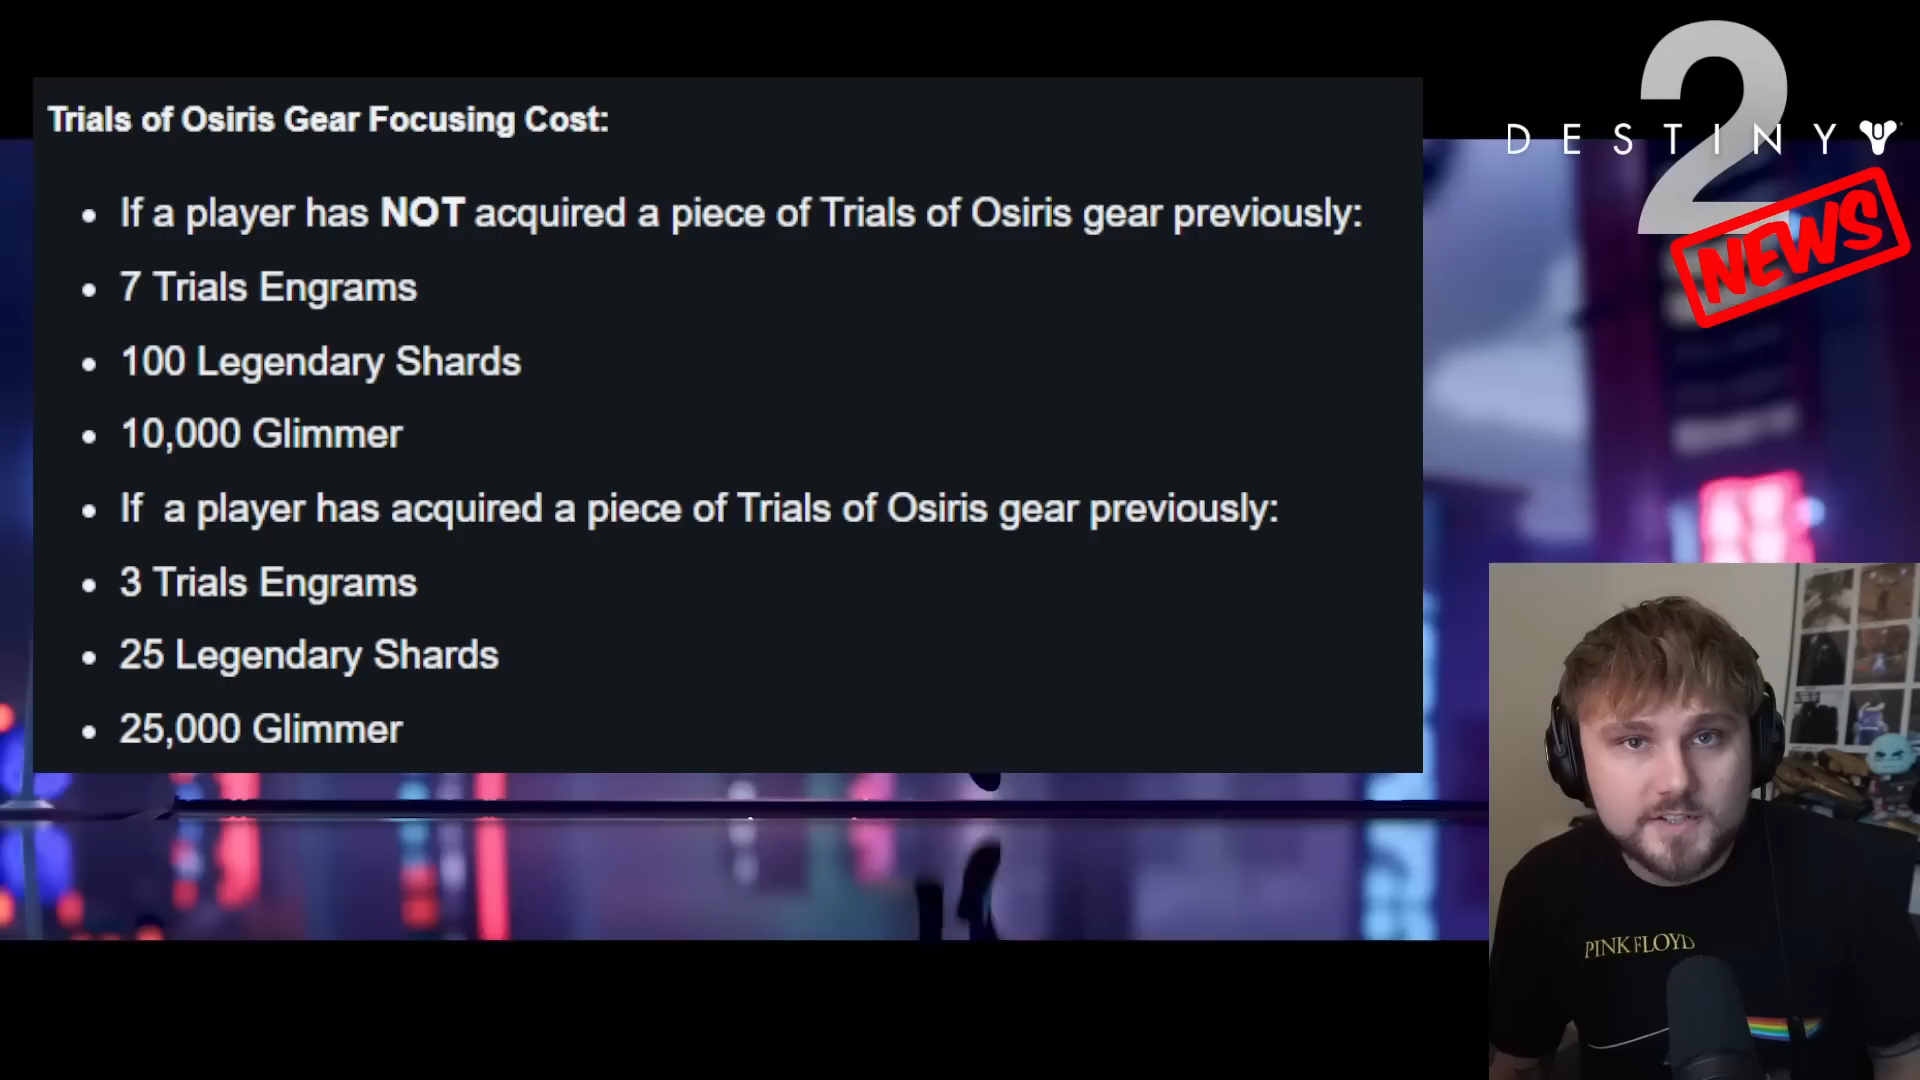 Trials of Osiris Gear Focusing Cost:
If a player has NOT acquired a piece of Trials of Osiris gear previously:
7 Trials Engrams
100 Legendary Shards
10,000 Glimmer
If a player has acquired a piece of Trials of Osiris gear previously:
3 Trials Engrams
25 Legendary Shards
25,000 Glimmer
2
DESTINY
NEWS
PINK FLOYD